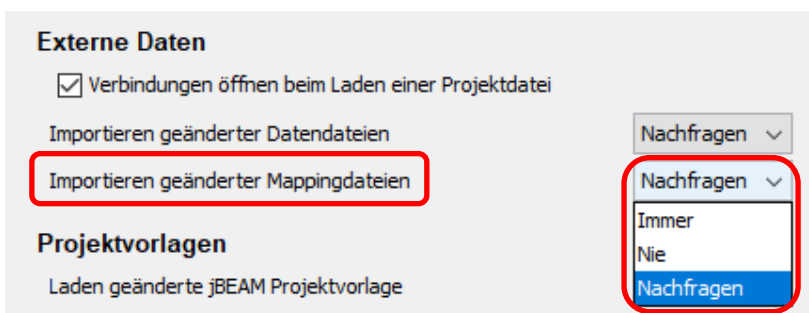 Externe Daten
Verbindungen öffnen beim Laden einer Projektdatei
Importieren geänderter Datendateien Nachfragen
Importieren geänderter Mappingdateien Nachfragen
Immer
Nie
Nachfragen
Projektvorlagen
Laden geänderte jBEAM Projektvorlage